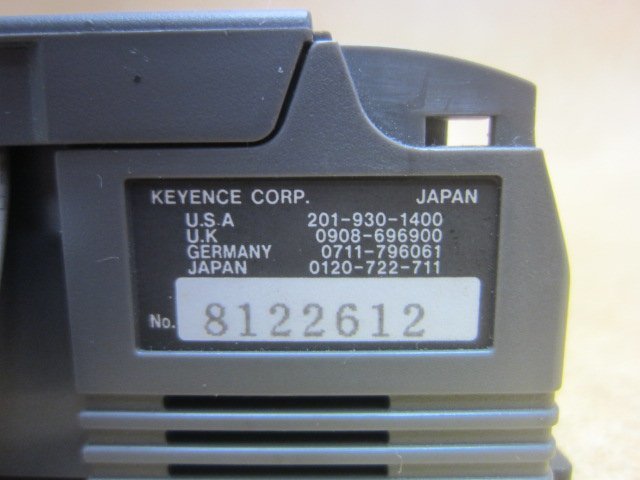 KEYENCE CORP. JAPAN
U.S.A 201-930-1400
U.K 0908-696900
GERMANY 0711-796061
JAPAN 0120-722-711
No. 8122612